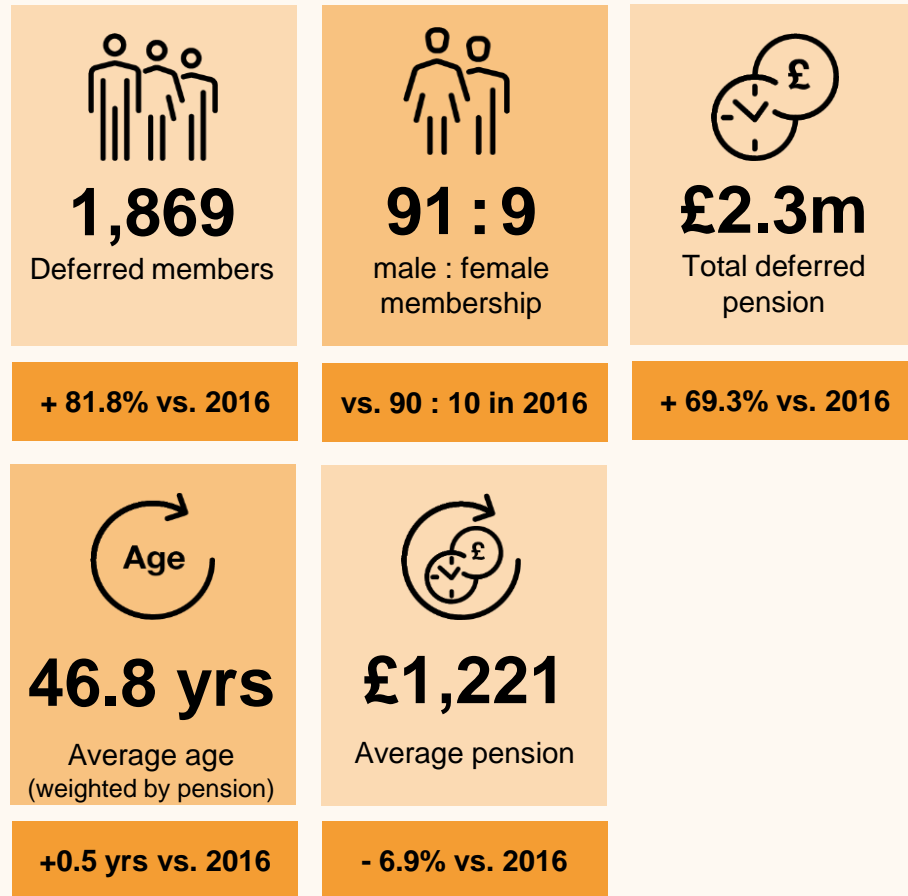 1,869
Deferred members
+ 81.8% vs. 2016
91 : 9
male : female
membership
vs. 90 : 10 in 2016
£
£2.3m
Total deferred
pension
+ 69.3% vs. 2016
Age
46.8 yrs
Average age
(weighted by pension)
+0.5 yrs vs. 2016
£
£1,221
Average pension
- 6.9% vs. 2016